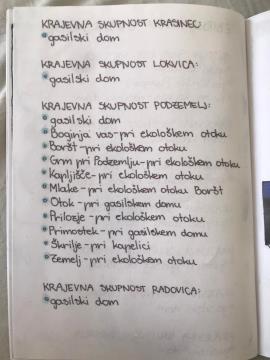 KRAJEVNA SKUPNOST KRASINEC:
•gasilski dom
KRAJEVNA SKUPNOST LOKVICA:
•gasilski dom
KRAJEVNA SKUPNOST PODZEMELJ:
•gasilski dom
•Boginja vas-pri ekološkem otoku
•Boršt-pri ekološkem otoku
•Grm pri Podzemlju-pri ekološkem otoku
•Kapljišče-pri ekološkem otoku
•Mlake-pri ekološkem otoku Boršt
•Otok-pri gasilskem domu
•Prilozje-pri ekološkem otoku
•Primostek-pri gasilskem domu
•Škrilje-pri kapelici
•Zemelj-pri ekološkem otoku
KRAJEVNA SKUPNOST RADOVICA:
•gasilski dom